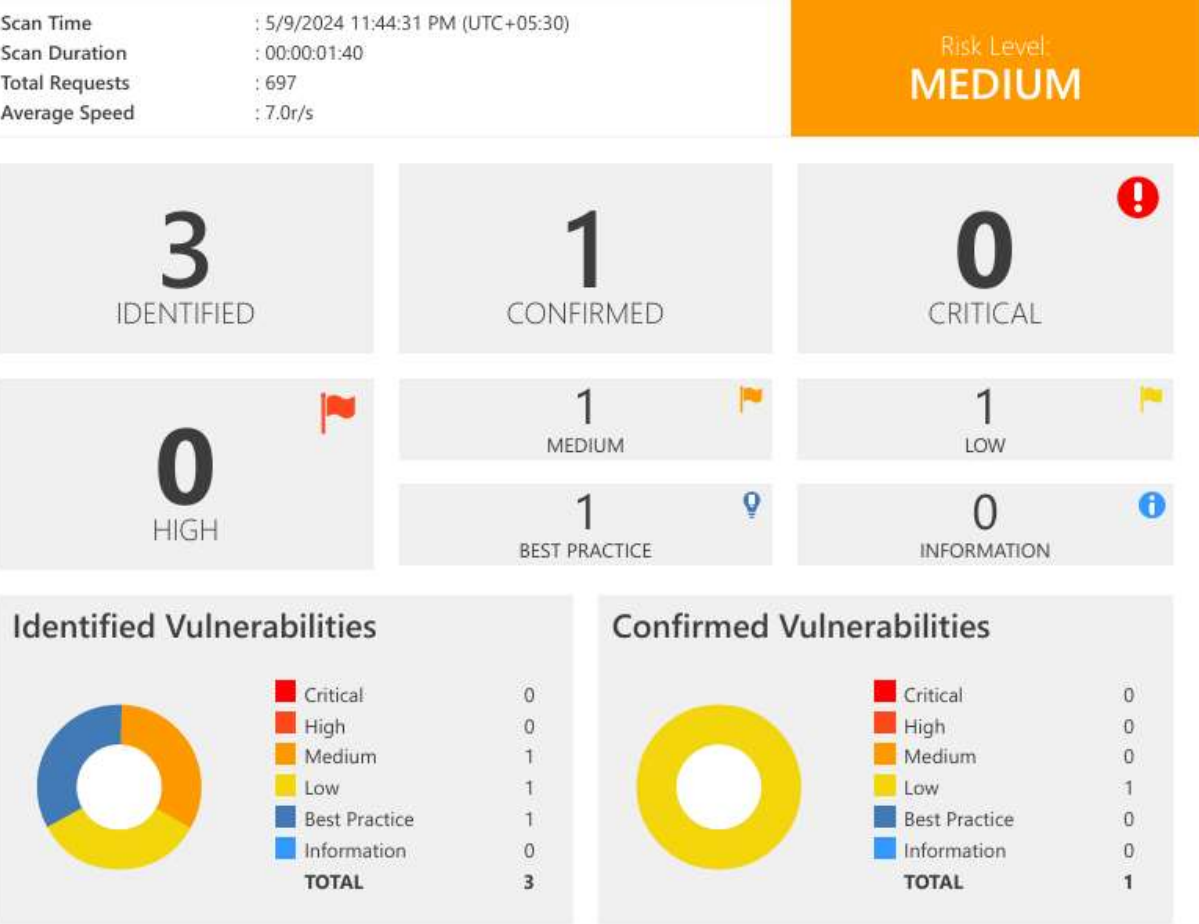 Scan Time : 5/9/2024 11:44:31 PM (UTC+05:30)
Scan Duration : 00:00:01:40
Total Requests : 697
Average Speed : 7.0r/s
Risk Level:
MEDIUM
3
IDENTIFIED
1
CONFIRMED
0
CRITICAL
0
HIGH
1
MEDIUM
1
LOW
1
BEST PRACTICE
0
INFORMATION
Identified Vulnerabilities
Critical 0
High 0
Medium 1
Low 1
Best Practice 1
Information 0
TOTAL 3
Confirmed Vulnerabilities
Critical 0
High 0
Medium 0
Low 1
Best Practice 0
Information 0
TOTAL 1